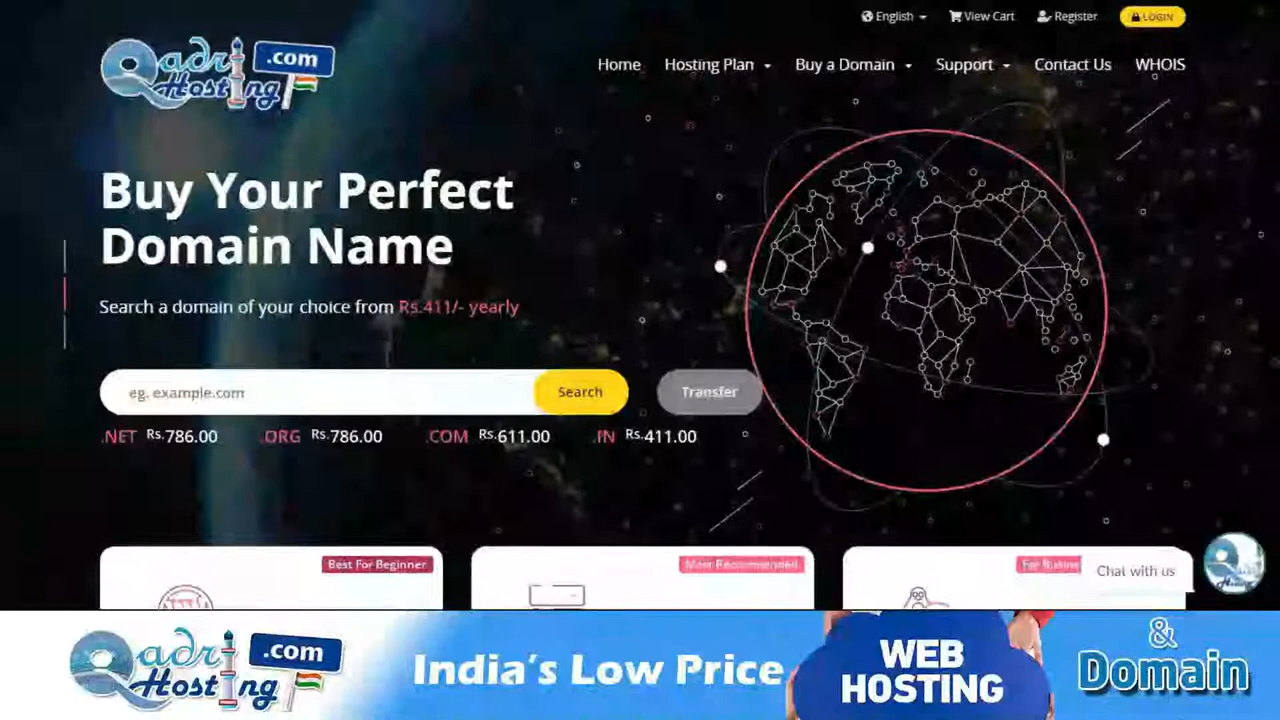 English
View Cart
Register
LOGIN
Qadri
.com
Hosting
Home
Hosting Plan
Buy a Domain
Support
Contact Us
WHOIS
Buy Your Perfect
Domain Name
Search a domain of your choice from Rs.411/- yearly
eg. example.com
Search
Transfer
.NET Rs.786.00
.ORG Rs.786.00
.COM Rs.611.00
.IN Rs.411.00
Best For Beginner
Most Recommended
Chat with us
Qadri
.com
Hosting
India's Low Price
WEB
HOSTING
&
Domain